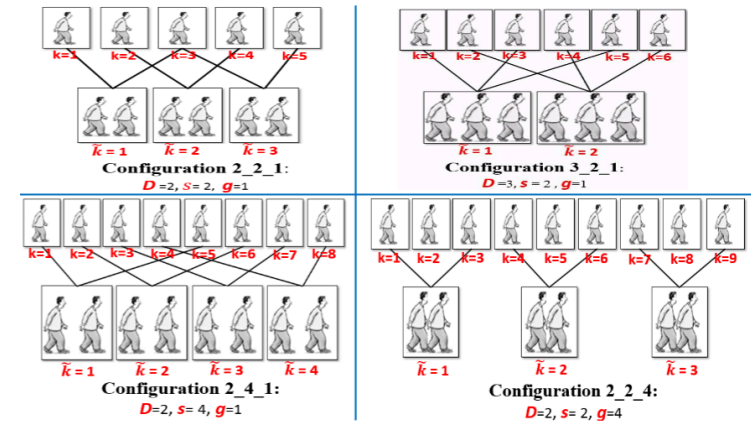 k=1 k=2 k=3 k=4 k=5
k̃ = 1 k̃ = 2 k̃ = 3
Configuration 2_2_1:
D =2, S= 2, g=1
k=1 k=2 k=3 k=4 k=5 k=6
k̃ = 1 k̃ = 2
Configuration 3_2_1:
D =3, s = 2 , g=1
k=1 k=2 k=3 k=4 k=5 k=6 k=7 k=8
k̃ = 1 k̃ = 2 k̃ = 3 k̃ = 4
Configuration 2_4_1:
D=2, s= 4, g=1
k=1 k=2 k=3 k=4 k=5 k=6 k=7 k=8 k=9
k̃ = 1 k̃ = 2 k̃ = 3
Configuration 2_2_4:
D=2, s= 2, g=4